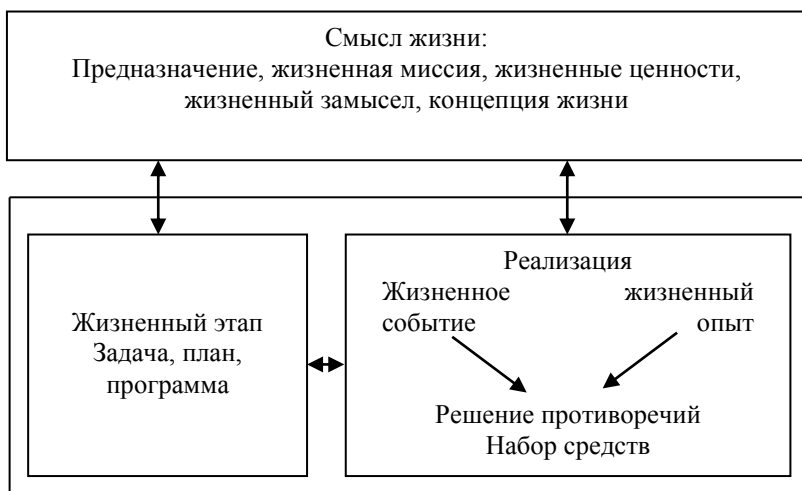 Смысл жизни:
Предназначение, жизненная миссия, жизненные ценности,
жизненный замысел, концепция жизни
Жизненный этап
Задача, план,
программа
Реализация
Жизненное жизненный
событие опыт
Решение противоречий
Набор средств